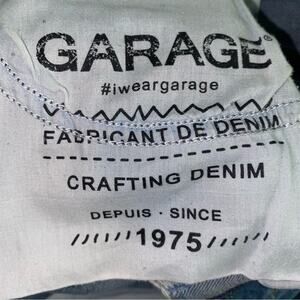 GARAGE®
#iweargarage
FABRICANT DE DENIM
CRAFTING DENIM
DEPUIS · SINCE
1975